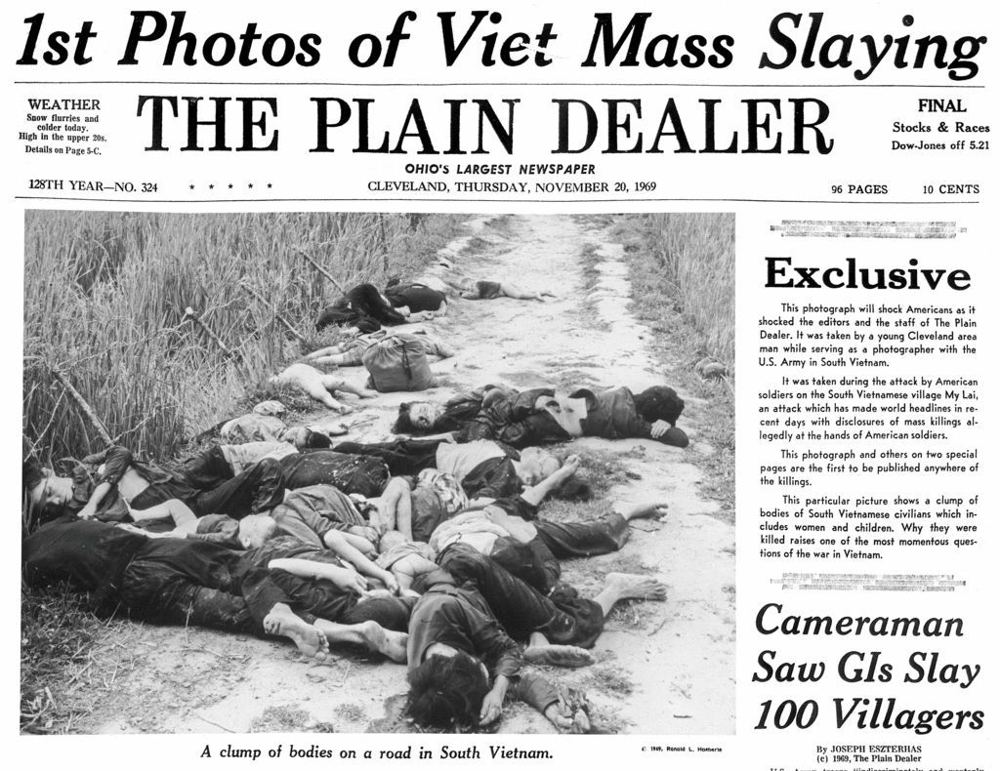 1st Photos of Viet Mass Slaying
WEATHER
Snow flurries and
colder today.
High in the upper 20s.
Details on Page 5-C.
THE PLAIN DEALER
OHIO'S LARGEST NEWSPAPER
FINAL
Stocks & Races
Dow-Jones off 5.21
128TH YEAR—NO. 324 * * * * *
CLEVELAND, THURSDAY, NOVEMBER 20, 1969
96 PAGES 10 CENTS
© 1969, Ronald L. Haeberle
A clump of bodies on a road in South Vietnam.
Exclusive
This photograph will shock Americans as it
shocked the editors and the staff of The Plain
Dealer. It was taken by a young Cleveland area
man while serving as a photographer with the
U.S. Army in South Vietnam.
It was taken during the attack by American
soldiers on the South Vietnamese village My Lai,
an attack which has made world headlines in re-
cent days with disclosures of mass killings al-
legedly at the hands of American soldiers.
This photograph and others on two special
pages are the first to be published anywhere of
the killings.
This particular picture shows a clump of
bodies of South Vietnamese civilians which in-
cludes women and children. Why they were
killed raises one of the most momentous ques-
tions of the war in Vietnam.
Cameraman
Saw GIs Slay
100 Villagers
By JOSEPH ESZTERHAS
(c) 1969, The Plain Dealer